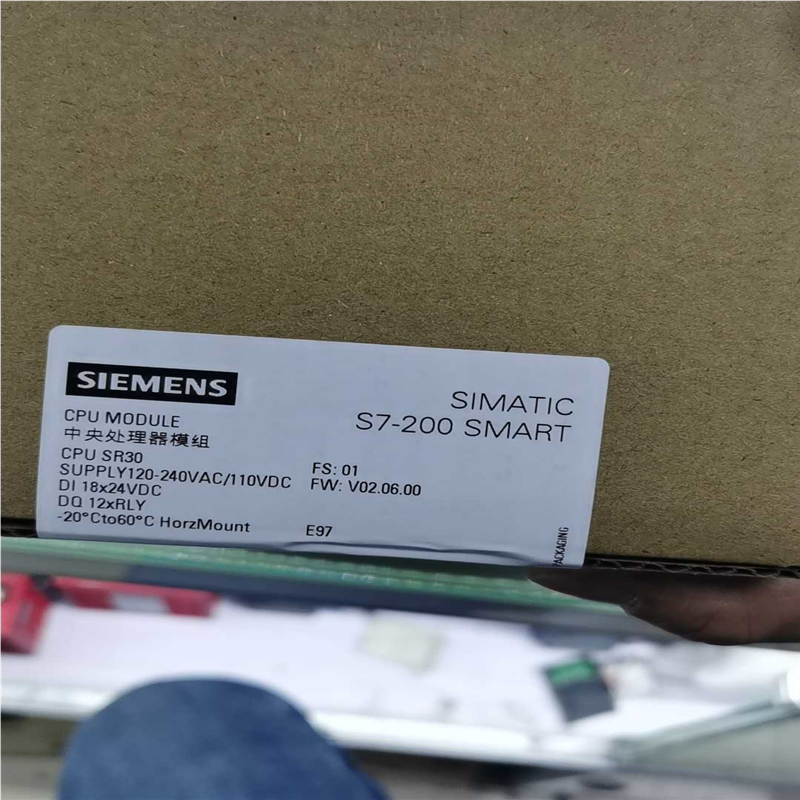 SIEMENS
SIMATIC
S7-200 SMART
CPU MODULE
中央处理器模组
CPU SR30
SUPPLY120-240VAC/110VDC
DI 18x24VDC
DQ 12xRLY
-20°Cto60°C HorzMount
FS: 01
FW: V02.06.00
E97
PACKAGING